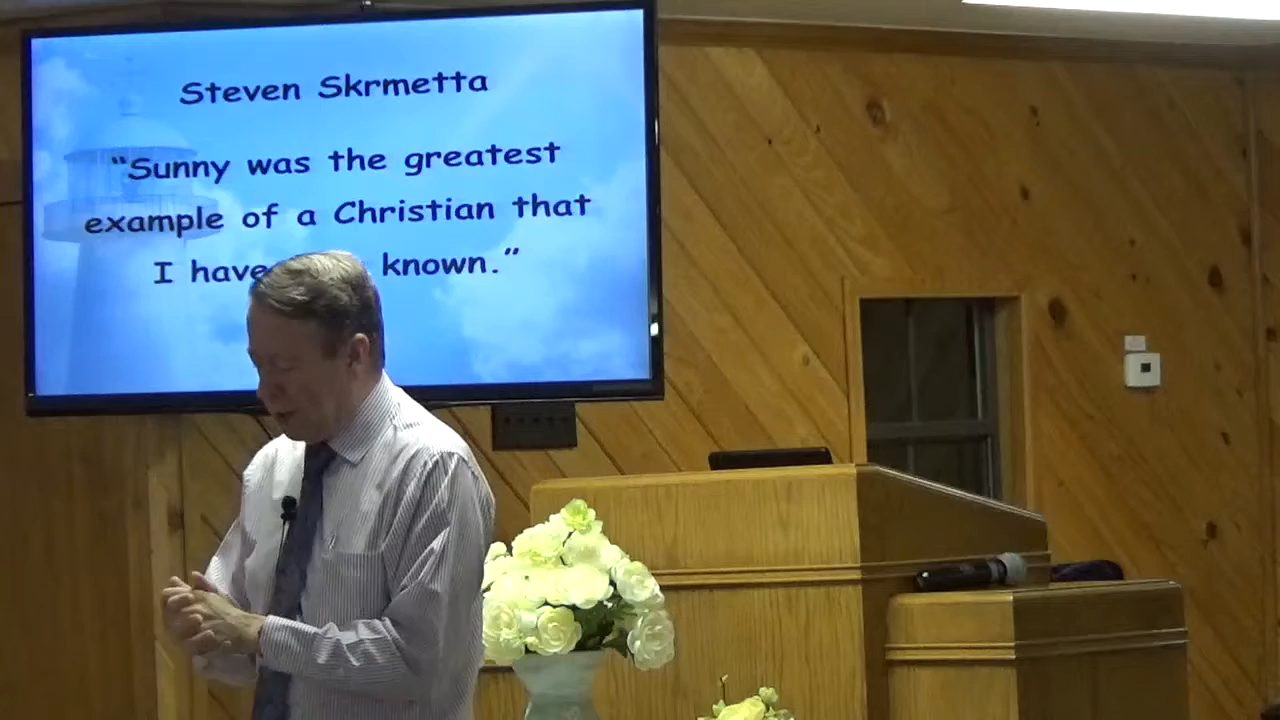 Steven Skrmetta
“Sunny was the greatest
example of a Christian that
I have known.”